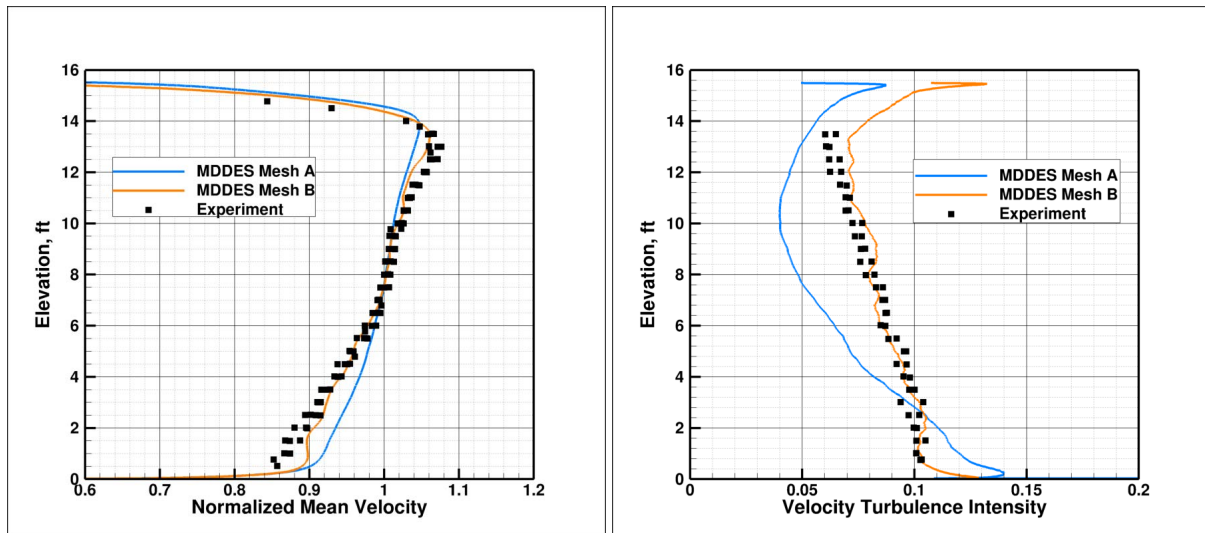 16
14
12
10
8
6
4
2
0
Elevation, ft
MDDES Mesh A
MDDES Mesh B
Experiment
0.6 0.7 0.8 0.9 1 1.1 1.2
Normalized Mean Velocity
16
14
12
10
8
6
4
2
0
Elevation, ft
MDDES Mesh A
MDDES Mesh B
Experiment
0 0.05 0.1 0.15 0.2
Velocity Turbulence Intensity